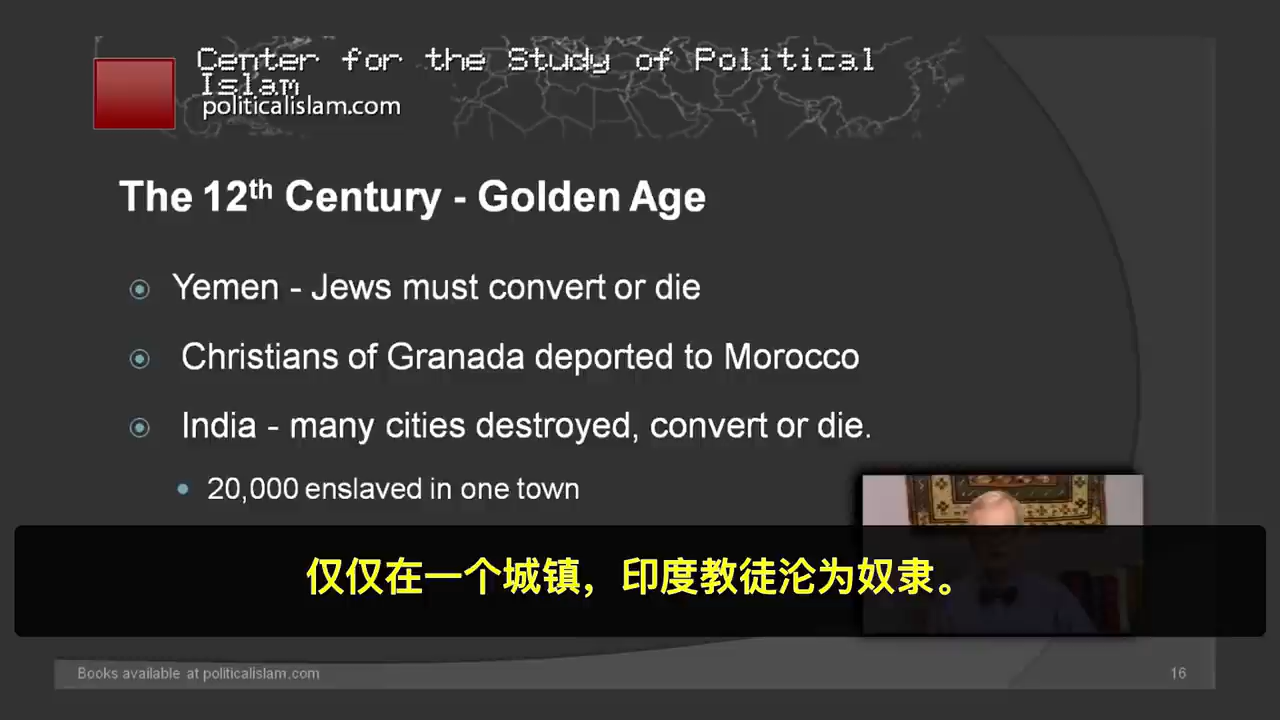 Center for the Study of Political
Islam
politicalislam.com
The 12th Century - Golden Age
Yemen - Jews must convert or die
Christians of Granada deported to Morocco
India - many cities destroyed, convert or die.
20,000 enslaved in one town
仅仅在一个城镇，印度教徒沦为奴隶。
Books available at politicalislam.com
16